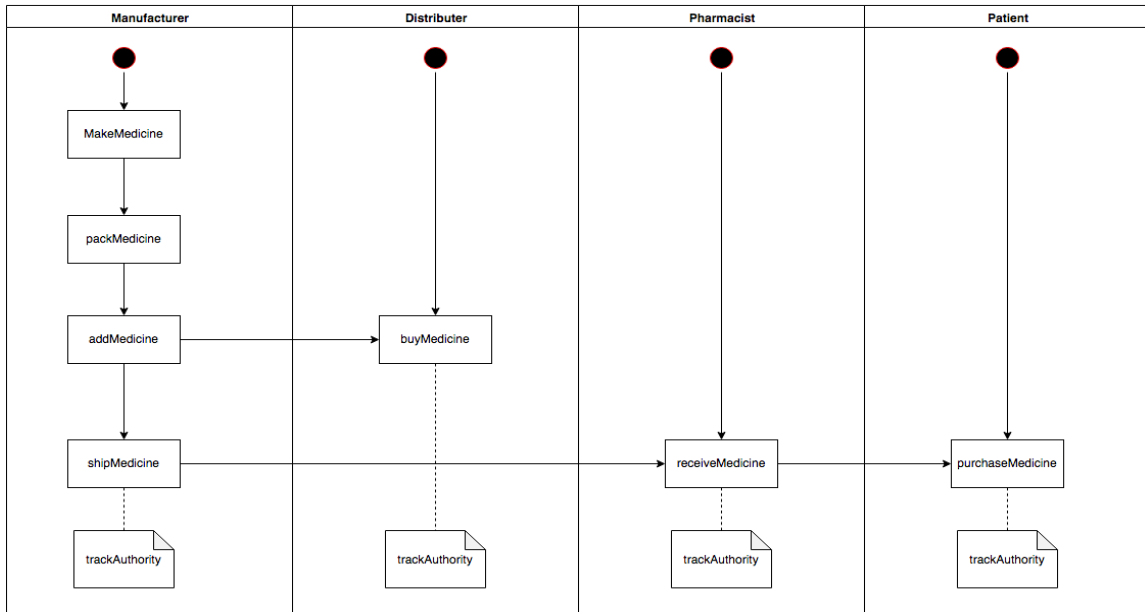 Manufacturer
Distributer
Pharmacist
Patient
MakeMedicine
packMedicine
addMedicine
buyMedicine
shipMedicine
receiveMedicine
purchaseMedicine
trackAuthority
trackAuthority
trackAuthority
trackAuthority